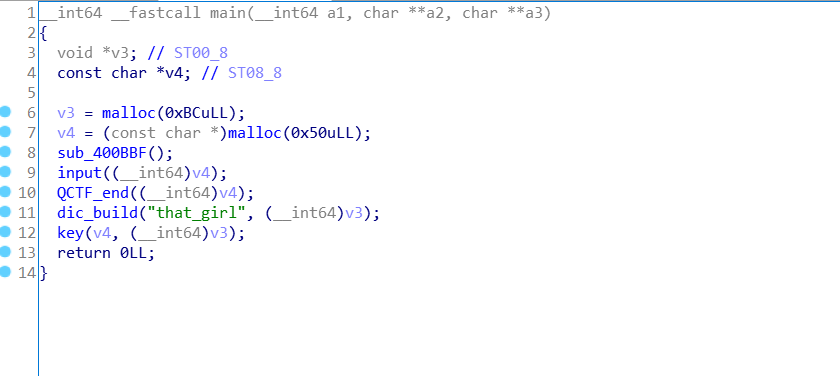 1 __int64 __fastcall main(__int64 a1, char **a2, char **a3)
2 {
3   void *v3; // ST00_8
4   const char *v4; // ST08_8
5
6   v3 = malloc(0xBCuLL);
7   v4 = (const char *)malloc(0x50uLL);
8   sub_400BBF();
9   input((__int64)v4);
10   QCTF_end((__int64)v4);
11   dic_build("that_girl", (__int64)v3);
12   key(v4, (__int64)v3);
13   return 0LL;
14 }